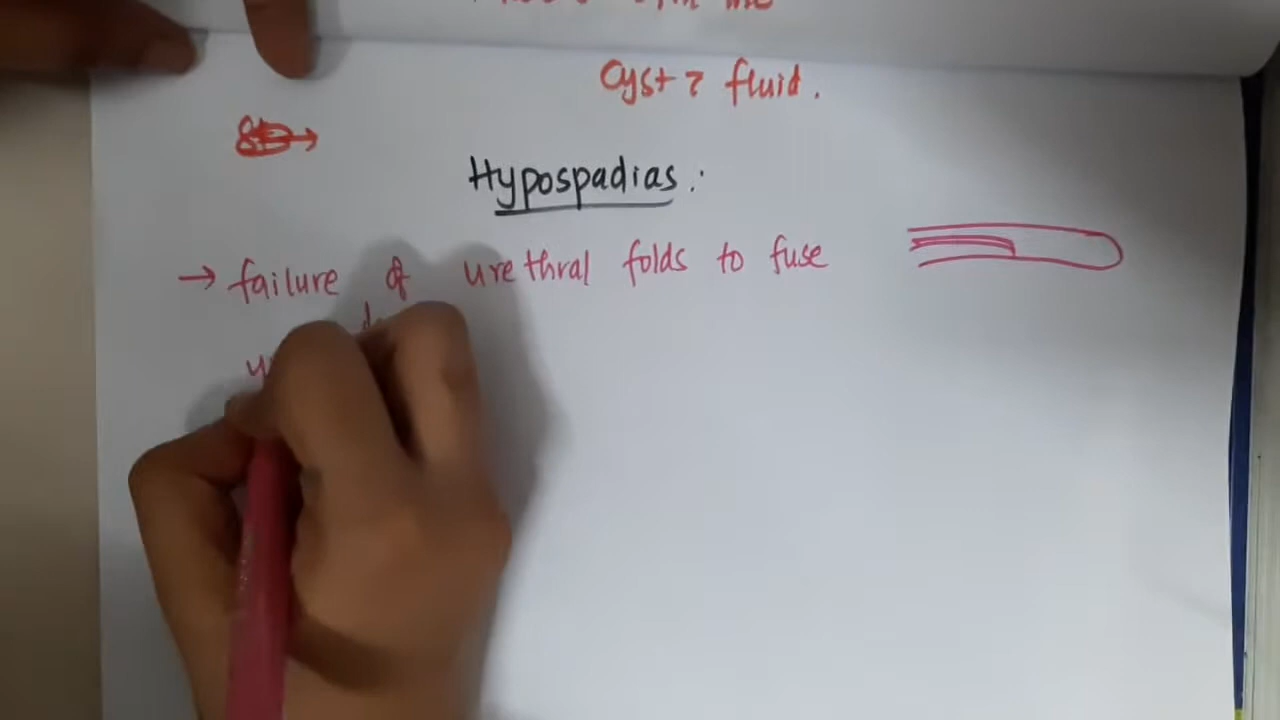 Cyst ? fluid.
Hypospadias:
→ failure of urethral folds to fuse